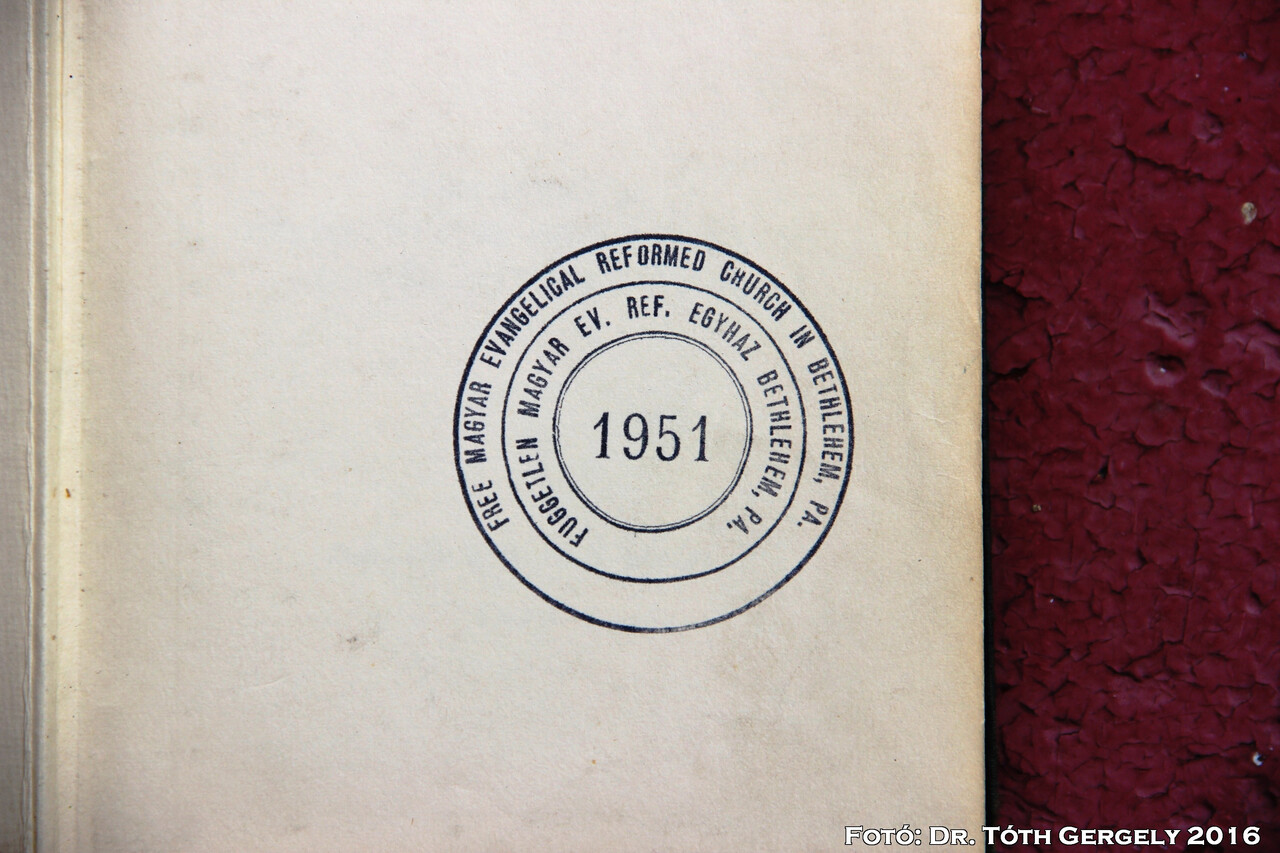 FREE MAGYAR EVANGELICAL REFORMED CHURCH IN BETHLEHEM, PA.
FUGGETLEN MAGYAR EV. REF. EGYHAZ BETHLEHEM, PA.
1951
Fotó: Dr. Tóth Gergely 2016